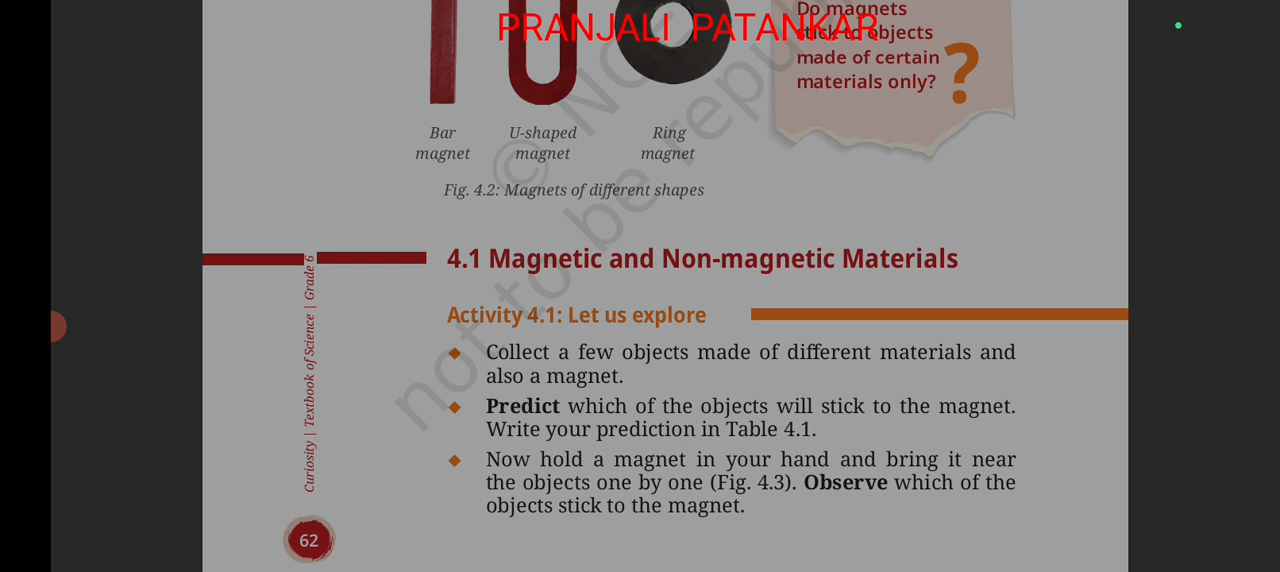 PRANJALI PATANKAR
Do magnets
stick to objects
made of certain
materials only?
?
Bar
magnet
U-shaped
magnet
Ring
magnet
Fig. 4.2: Magnets of different shapes
4.1 Magnetic and Non-magnetic Materials
Activity 4.1: Let us explore
Collect a few objects made of different materials and
also a magnet.
Predict which of the objects will stick to the magnet.
Write your prediction in Table 4.1.
Now hold a magnet in your hand and bring it near
the objects one by one (Fig. 4.3). Observe which of the
objects stick to the magnet.
Curiosity | Textbook of Science | Grade 6
62
not to be repu